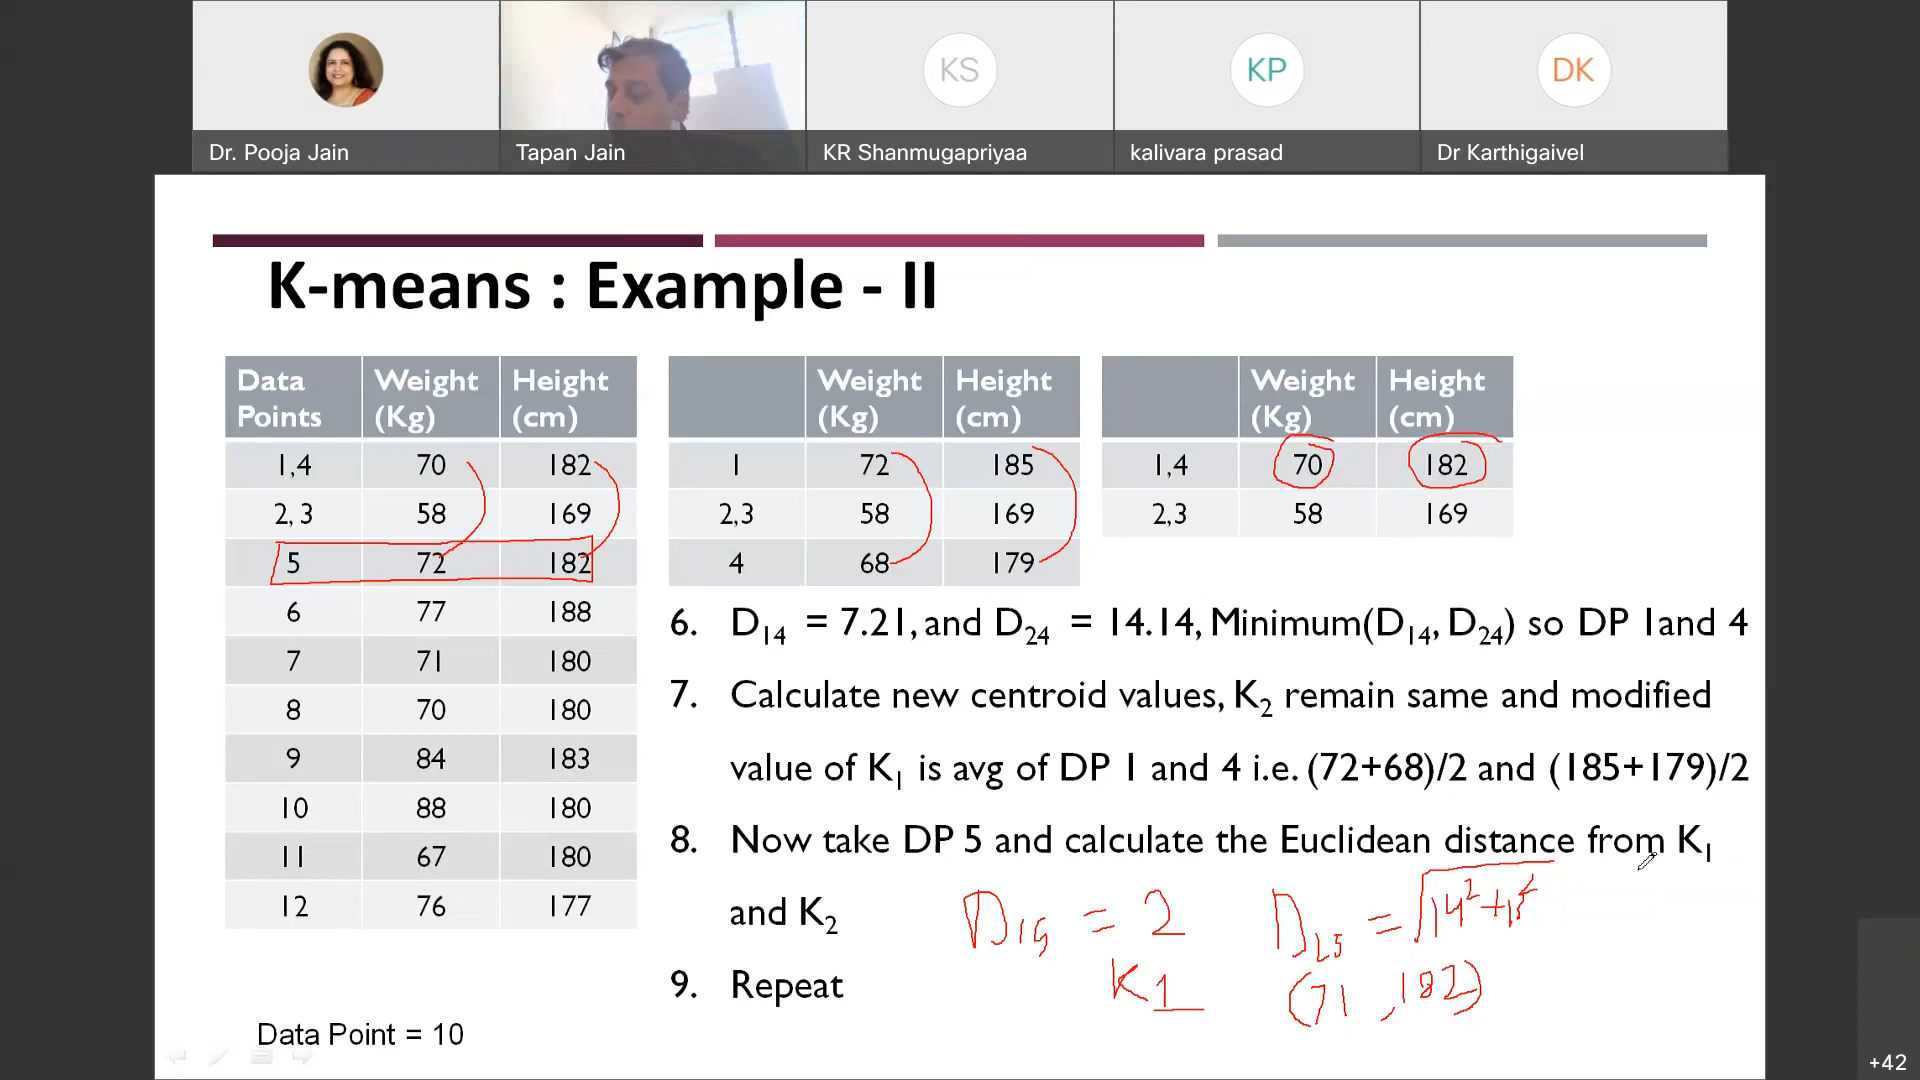 KS
KP
DK
Dr. Pooja Jain
Tapan Jain
KR Shanmugapriyaa
kalivara prasad
Dr Karthigaivel
K-means : Example - II
Data Points Weight (Kg) Height (cm)
1,4 70 182
2, 3 58 169
5 72 182
6 77 188
7 71 180
8 70 180
9 84 183
10 88 180
11 67 180
12 76 177
Weight (Kg) Height (cm)
1 72 185
2,3 58 169
4 68 179
Weight (Kg) Height (cm)
1,4 70 182
2,3 58 169
6. D14 = 7.21, and D24 = 14.14, Minimum(D14, D24) so DP 1and 4
7. Calculate new centroid values, K2 remain same and modified
value of K1 is avg of DP 1 and 4 i.e. (72+68)/2 and (185+179)/2
8. Now take DP 5 and calculate the Euclidean distance from K1
and K2
D15 = 2 D25 =
K1 (71, 182)
9. Repeat
Data Point = 10
+42